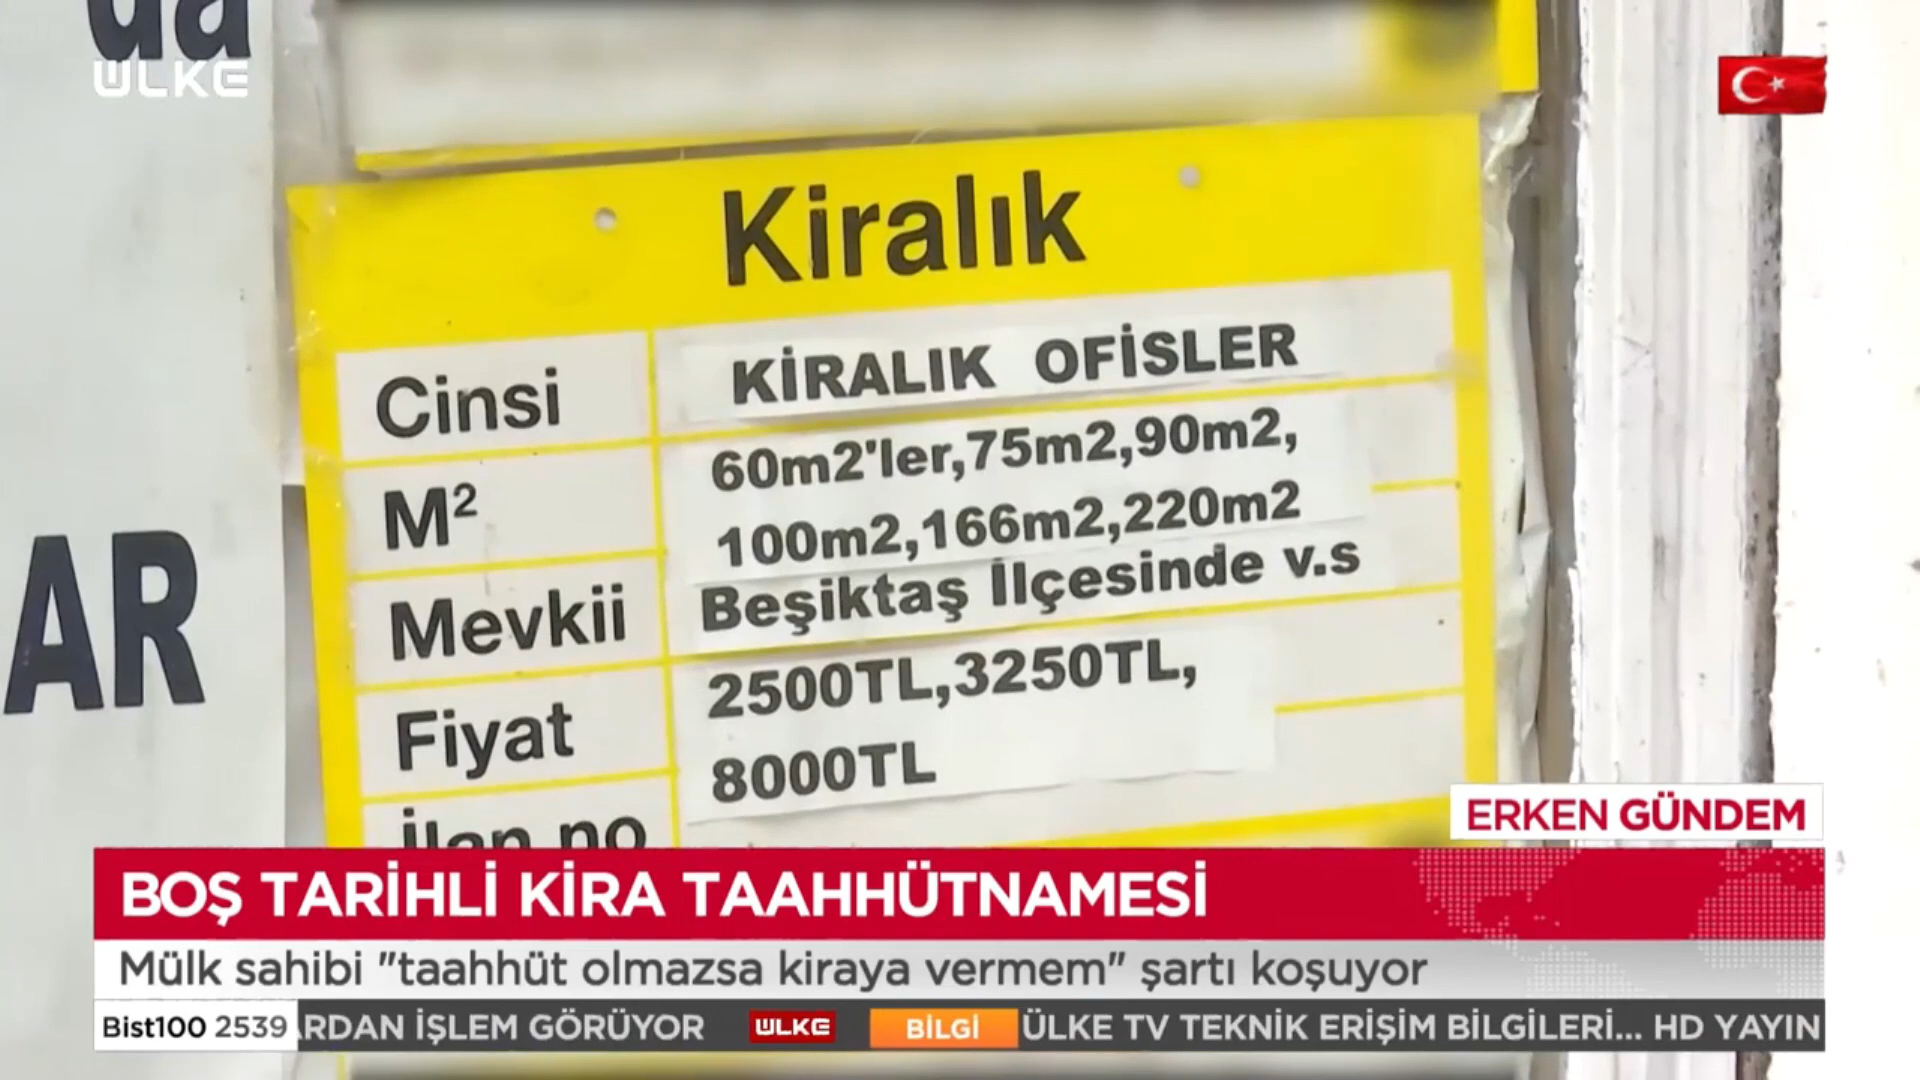 da
ÜLKE
Kiralık
Cinsi
KİRALIK OFİSLER
M²
60m2'ler,75m2,90m2,
100m2,166m2,220m2
Mevkii
Beşiktaş İlçesinde v.s
Fiyat
2500TL,3250TL,
8000TL
İlan no
AR
ERKEN GÜNDEM
BOŞ TARİHLİ KİRA TAAHHÜTNAMESİ
Mülk sahibi "taahhüt olmazsa kiraya vermem" şartı koşuyor
Bist100 2539 RDAN İŞLEM GÖRÜYOR ÜLKE BİLGİ ÜLKE TV TEKNİK ERİŞİM BİLGİLERİ... HD YAYIN